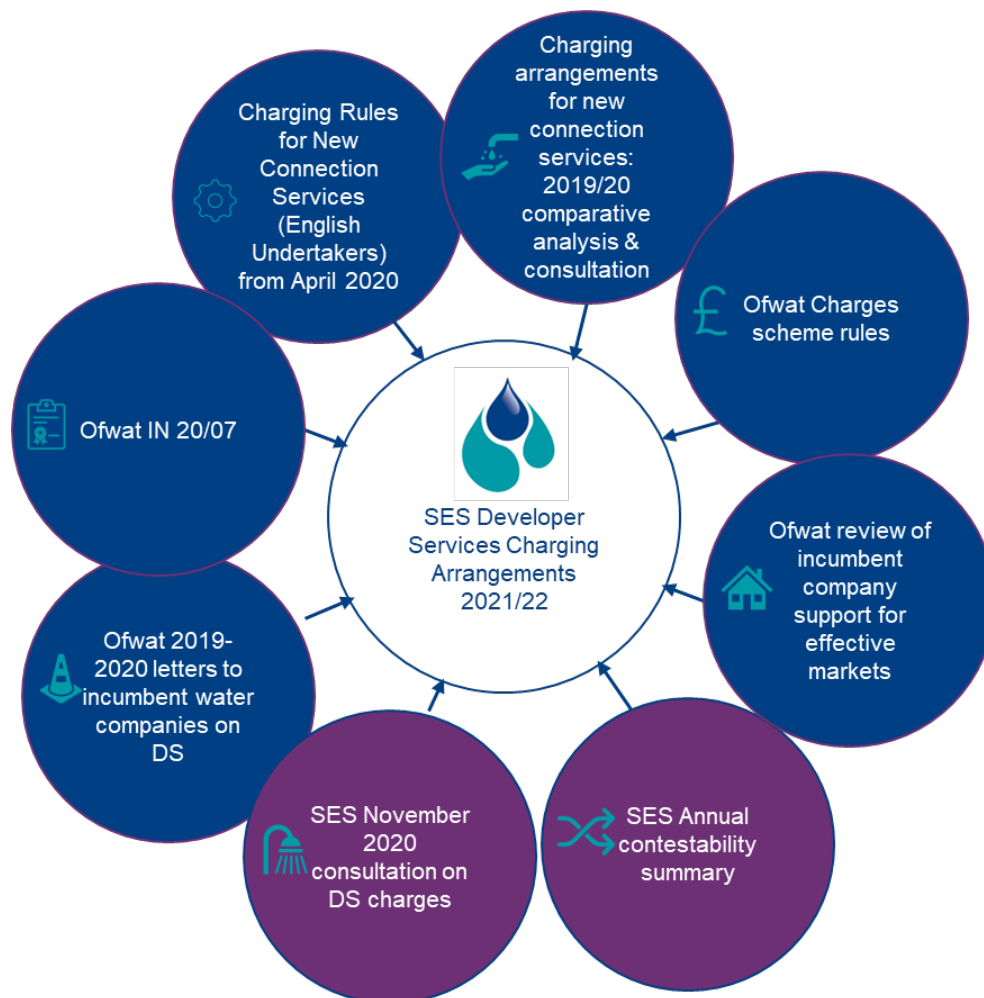 Charging Rules
for New
Connection
Services
(English
Undertakers)
from April 2020
Charging
arrangements
for new
connection
services:
2019/20
comparative
analysis &
consultation
£
Ofwat Charges
scheme rules
Ofwat IN 20/07
SES Developer
Services Charging
Arrangements
2021/22
Ofwat review of
incumbent
company
support for
effective
markets
Ofwat 2019-
2020 letters to
incumbent water
companies on
DS
SES November
2020
consultation on
DS charges
SES Annual
contestability
summary